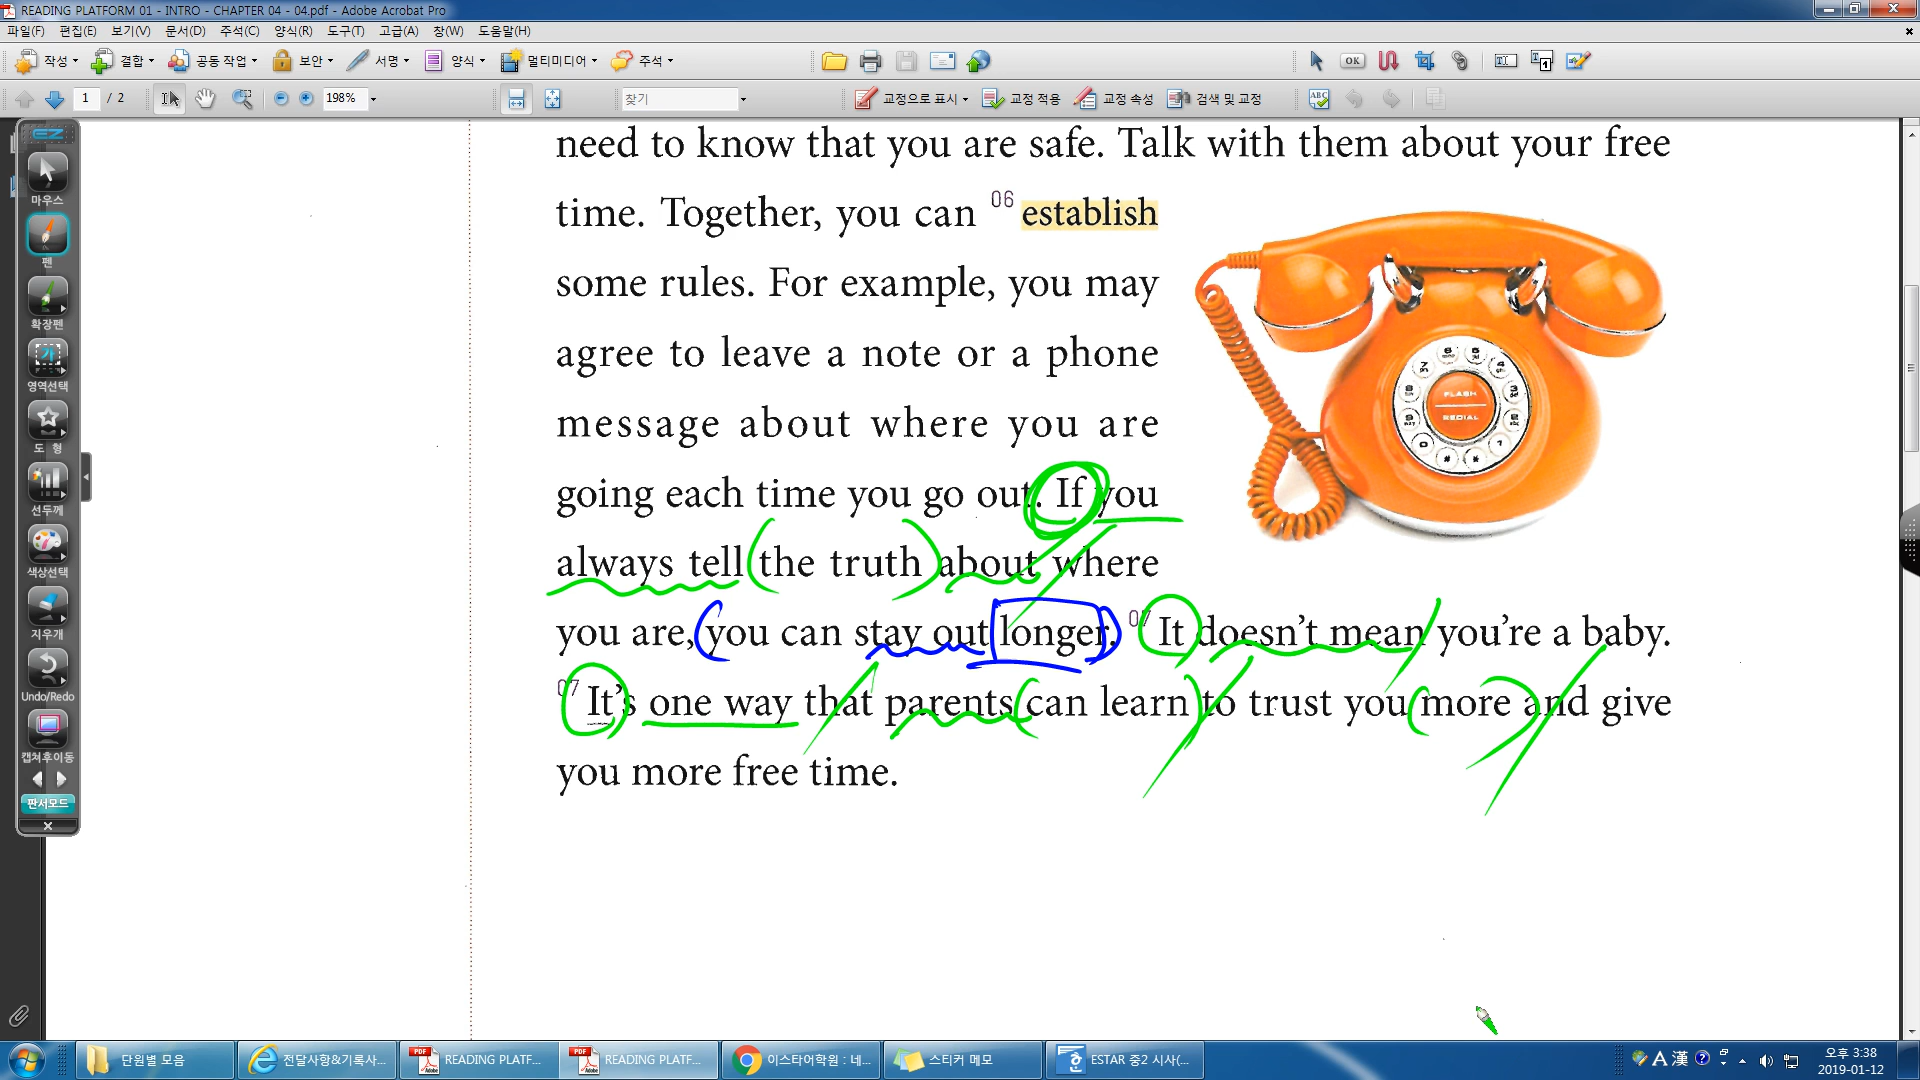 READING PLATFORM 01 - INTRO - CHAPTER 04 - 04.pdf - Adobe Acrobat Pro
파일(F) 편집(E) 보기(V) 문서(D) 주석(C) 양식(R) 도구(T) 고급(A) 창(W) 도움말(H)
작성 결합 공동 작업 보안 서명 양식 멀티미디어 주석 OK
1 / 2 198% 찾기 교정으로 표시 교정 적용 교정 속성 검색 및 교정 ABC
EZ
마우스
펜
확장펜
영역선택
도 형
선두께
색상선택
지우개
Undo/Redo
캡쳐후이동
판서모드
need to know that you are safe. Talk with them about your free
time. Together, you can 06 establish
some rules. For example, you may
agree to leave a note or a phone
message about where you are
going each time you go out. If you
always tell the truth about where
you are, you can stay out longer. 07 It doesn't mean you're a baby.
07 It's one way that parents can learn to trust you more and give
you more free time.
FLASH
REDIAL
단원별 모음 전달사항&기록사... READING PLATF... READING PLATF... 이스타어학원 : 네... 스티커 메모 ESTAR 중2 시사(...
A 漢 오후 3:38
2019-01-12